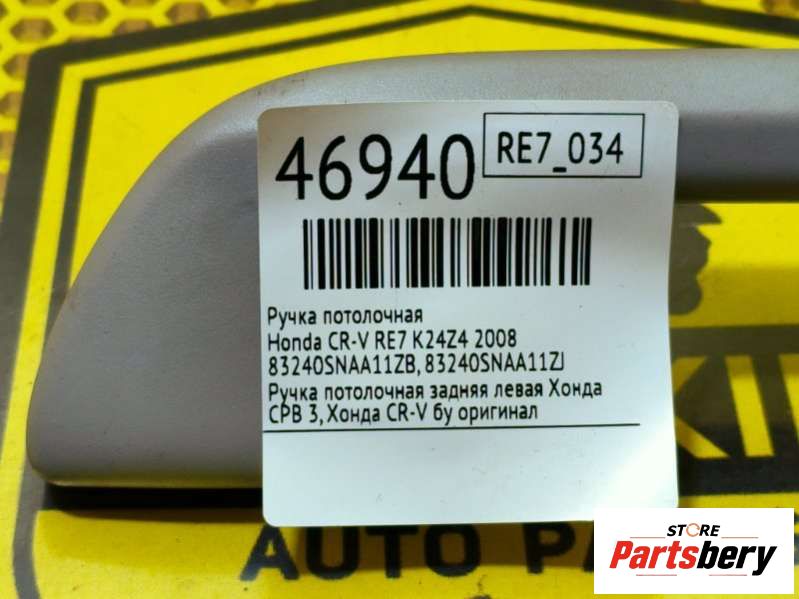 46940
RE7_034
Ручка потолочная
Honda CR-V RE7 K24Z4 2008
83240SNAA11ZB, 83240SNAA11ZJ
Ручка потолочная задняя левая Хонда
СРВ 3, Хонда CR-V бу оригинал
AUTO PA
STORE
Partsbery